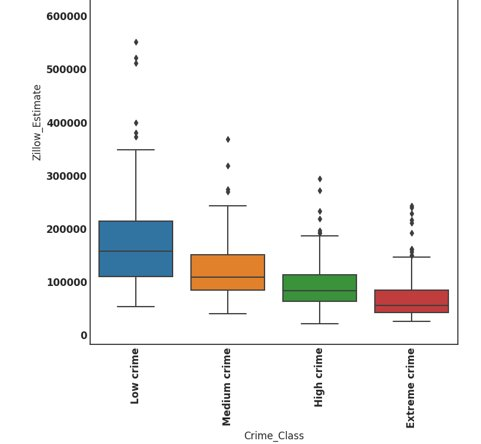 600000
500000
400000
300000
200000
100000
0
Zillow_Estimate
Low crime
Medium crime
High crime
Extreme crime
Crime_Class